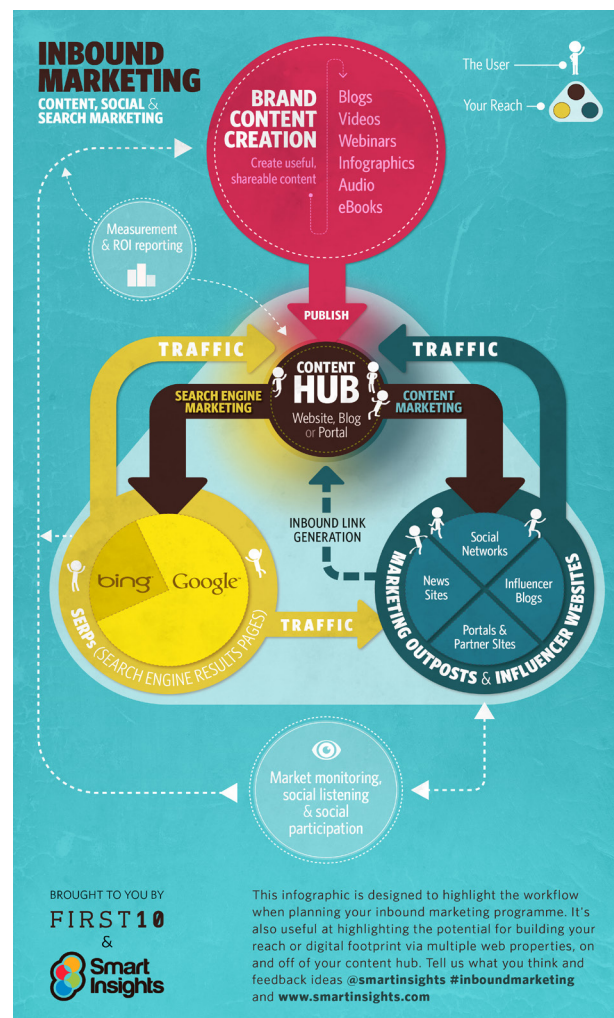 INBOUND
MARKETING
CONTENT, SOCIAL &
SEARCH MARKETING
The User
Your Reach
BRAND
CONTENT
CREATION
Create useful,
shareable content
Blogs
Videos
Webinars
Infographics
Audio
eBooks
Measurement
& ROI reporting
PUBLISH
TRAFFIC
TRAFFIC
CONTENT
HUB
Website, Blog
or Portal
SEARCH ENGINE
MARKETING
CONTENT
MARKETING
INBOUND LINK
GENERATION
bing
Google
SERPs (SEARCH ENGINE RESULTS PAGES)
TRAFFIC
Social
Networks
News
Sites
Influencer
Blogs
Portals &
Partner Sites
MARKETING OUTPOSTS & INFLUENCER WEBSITES
Market monitoring,
social listening
& social
participation
BROUGHT TO YOU BY
FIRST10
&
Smart
Insights
This infographic is designed to highlight the workflow
when planning your inbound marketing programme. It's
also useful at highlighting the potential for building your
reach or digital footprint via multiple web properties, on
and off of your content hub. Tell us what you think and
feedback ideas @smartinsights #inboundmarketing
and www.smartinsights.com